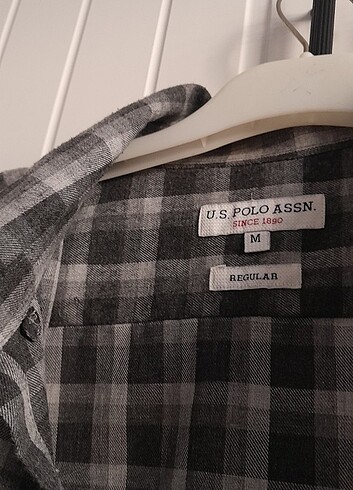 U.S. POLO ASSN.
SINCE 1890
M
REGULAR